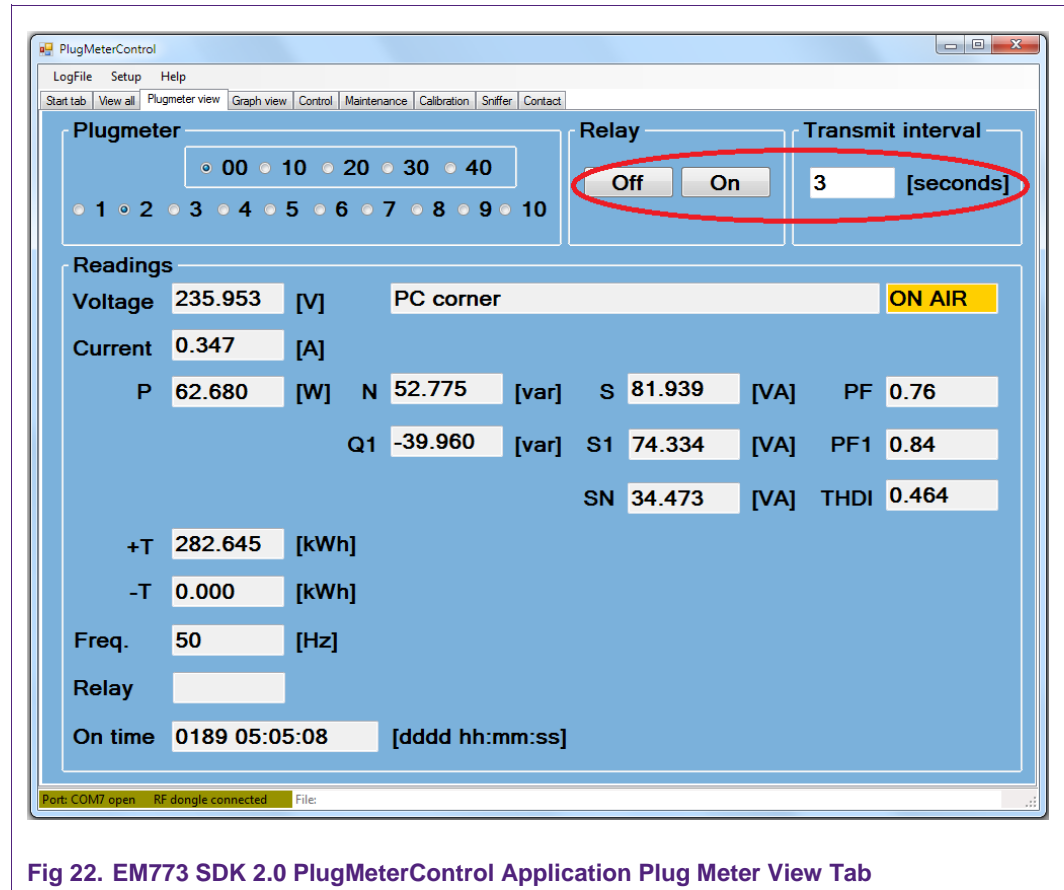 PlugMeterControl
LogFile Setup Help
Start tab View all Plugmeter view Graph view Control Maintenance Calibration Sniffer Contact
Plugmeter Relay Transmit interval
00 10 20 30 40
Off On 3 [seconds]
1 2 3 4 5 6 7 8 9 10
Readings
Voltage 235.953 [V] PC corner ON AIR
Current 0.347 [A]
P 62.680 [W] N 52.775 [var] S 81.939 [VA] PF 0.76
Q1 -39.960 [var] S1 74.334 [VA] PF1 0.84
SN 34.473 [VA] THDI 0.464
+T 282.645 [kWh]
-T 0.000 [kWh]
Freq. 50 [Hz]
Relay
On time 0189 05:05:08 [dddd hh:mm:ss]
Port: COM7 open RF dongle connected File:
Fig 22. EM773 SDK 2.0 PlugMeterControl Application Plug Meter View Tab